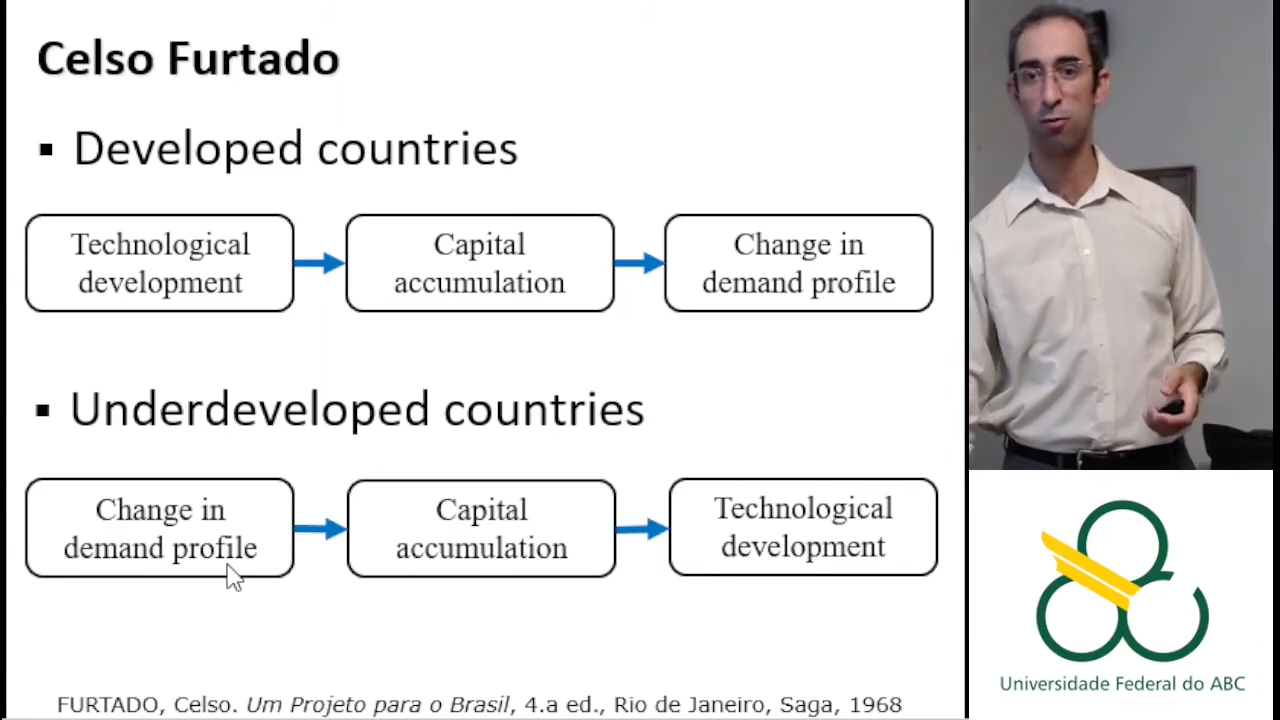 Celso Furtado
▪ Developed countries
Technological
development
Capital
accumulation
Change in
demand profile
▪ Underdeveloped countries
Change in
demand profile
Capital
accumulation
Technological
development
FURTADO, Celso. Um Projeto para o Brasil, 4.a ed., Rio de Janeiro, Saga, 1968
Universidade Federal do ABC